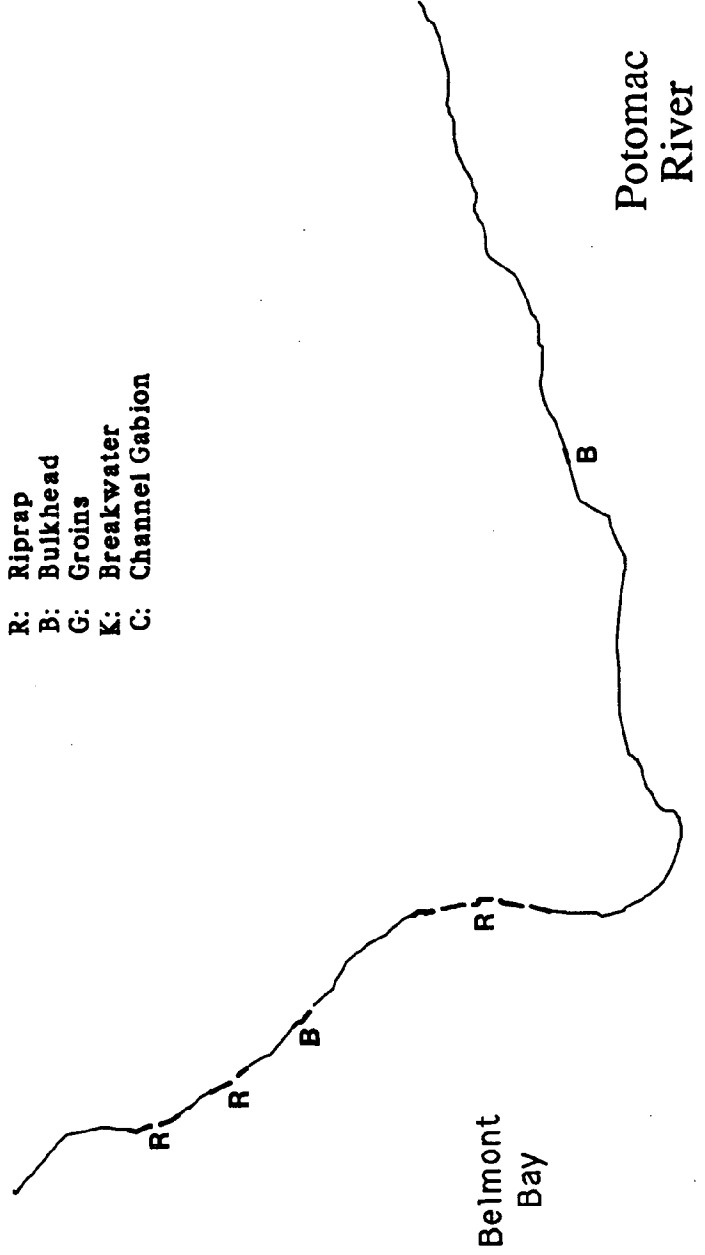 R: Riprap
B: Bulkhead
G: Groins
K: Breakwater
C: Channel Gabion
R
R
B
R
B
Belmont
Bay
Potomac
River